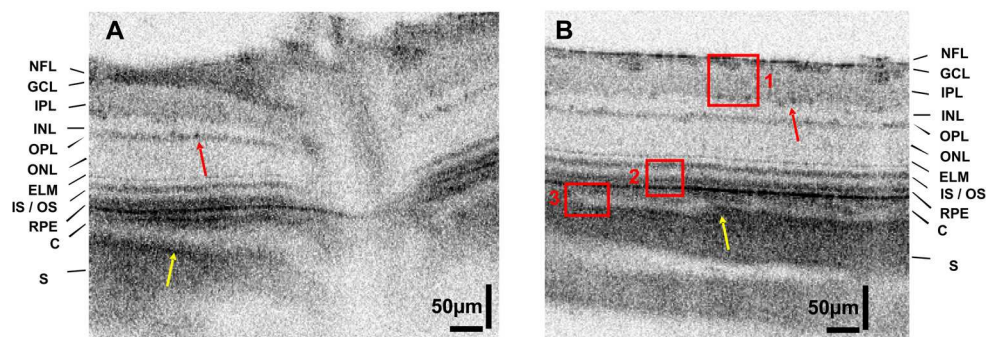 A
NFL
GCL
IPL
INL
OPL
ONL
ELM
IS / OS
RPE
C
S
50µm
B
1
2
3
NFL
GCL
IPL
INL
OPL
ONL
ELM
IS / OS
RPE
C
S
50µm